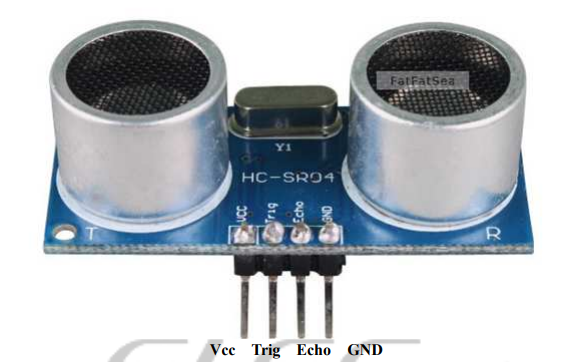 FatFatSea
Y1
HC-SR04
VCC Trig Echo GND
T R
Vcc Trig Echo GND